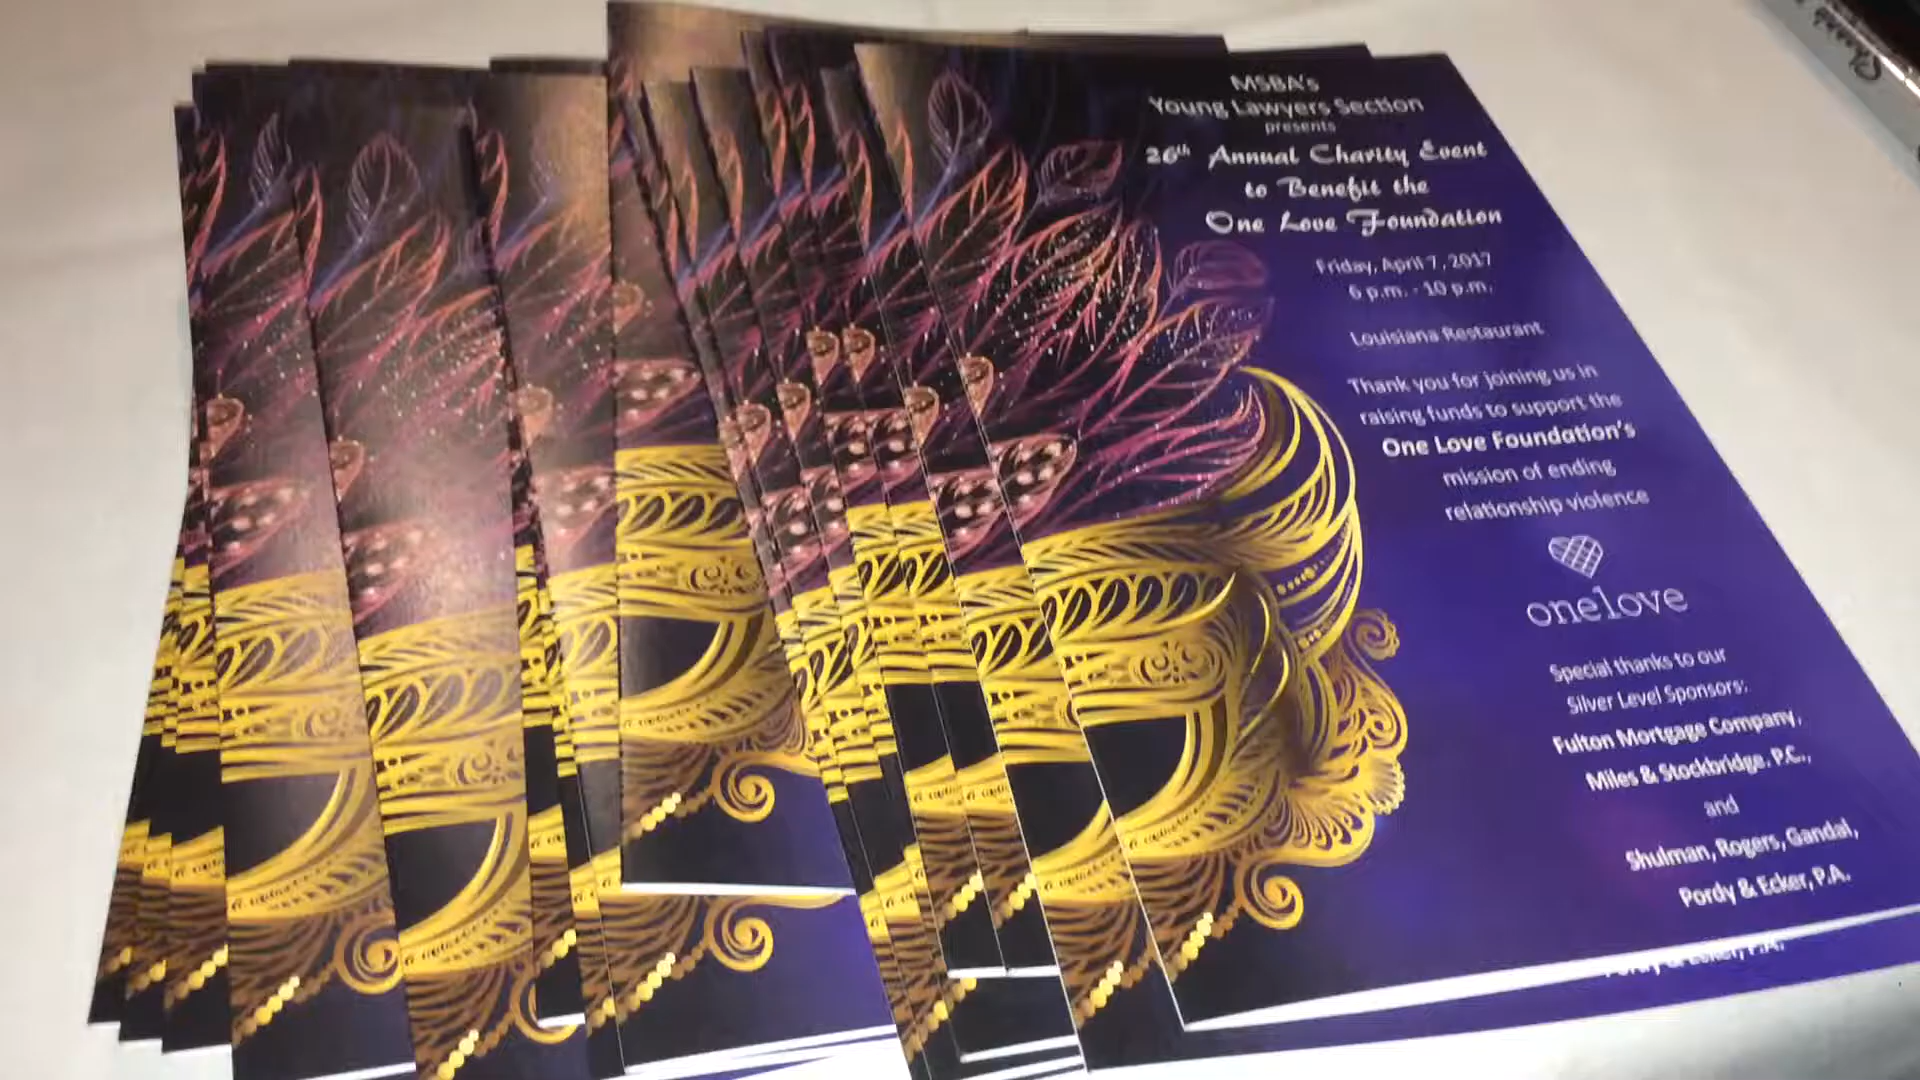 MSBA's
Young Lawyers Section
presents
26th Annual Charity Event
to Benefit the
One Love Foundation
Friday, April 7, 2017
6 p.m. - 10 p.m.
Louisiana Restaurant
Thank you for joining us in
raising funds to support the
One Love Foundation's
mission of ending
relationship violence
onelove
Special thanks to our
Silver Level Sponsors:
Fulton Mortgage Company,
Miles & Stockbridge, P.C.,
and
Shulman, Rogers, Gandal,
Pordy & Ecker, P.A.
Pordy & Ecker, P.A.